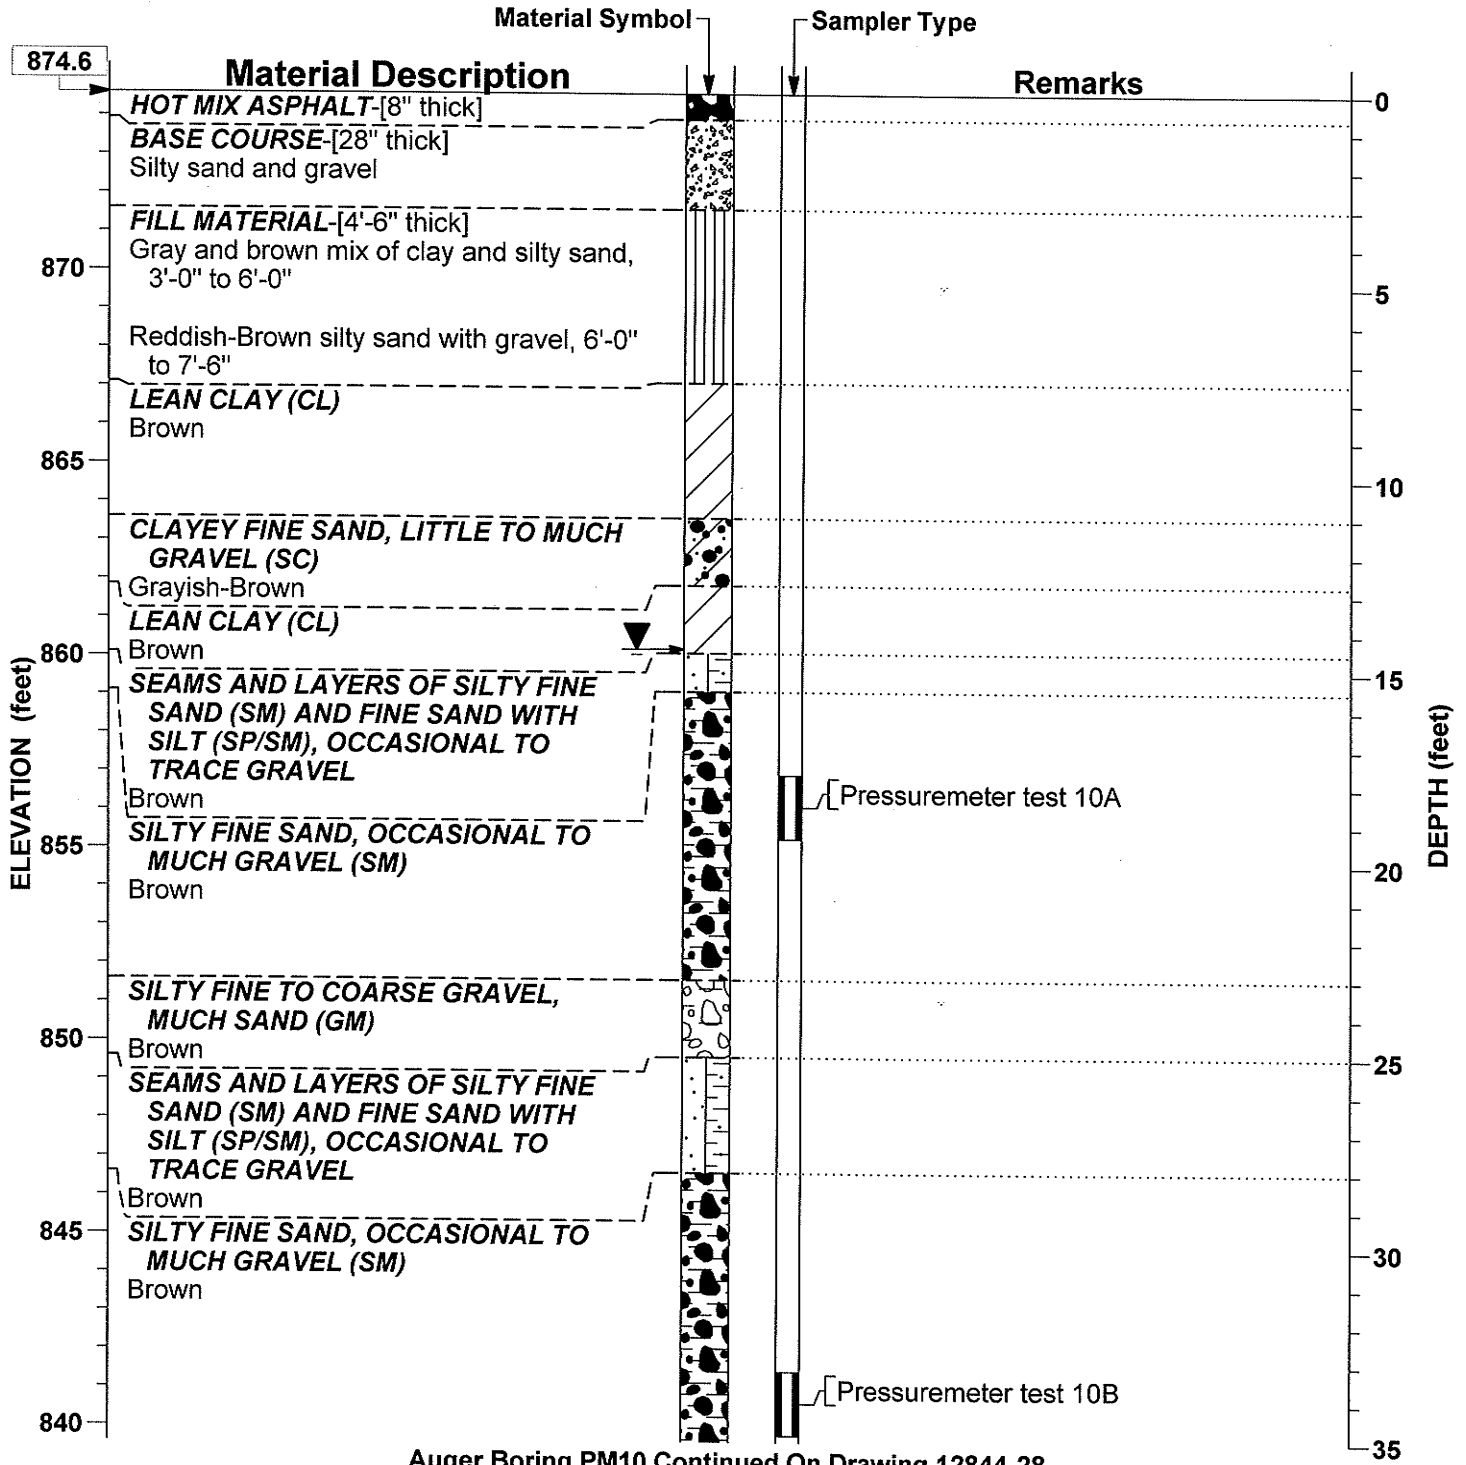 Material Symbol
Sampler Type
874.6
Material Description
Remarks
HOT MIX ASPHALT-[8" thick]
BASE COURSE-[28" thick]
Silty sand and gravel
FILL MATERIAL-[4'-6" thick]
Gray and brown mix of clay and silty sand,
3'-0" to 6'-0"
Reddish-Brown silty sand with gravel, 6'-0"
to 7'-6"
LEAN CLAY (CL)
Brown
CLAYEY FINE SAND, LITTLE TO MUCH
GRAVEL (SC)
Grayish-Brown
LEAN CLAY (CL)
Brown
SEAMS AND LAYERS OF SILTY FINE
SAND (SM) AND FINE SAND WITH
SILT (SP/SM), OCCASIONAL TO
TRACE GRAVEL
Brown
SILTY FINE SAND, OCCASIONAL TO
MUCH GRAVEL (SM)
Brown
SILTY FINE TO COARSE GRAVEL,
MUCH SAND (GM)
Brown
SEAMS AND LAYERS OF SILTY FINE
SAND (SM) AND FINE SAND WITH
SILT (SP/SM), OCCASIONAL TO
TRACE GRAVEL
Brown
SILTY FINE SAND, OCCASIONAL TO
MUCH GRAVEL (SM)
Brown
Pressuremeter test 10A
Pressuremeter test 10B
ELEVATION (feet)
870
865
860
855
850
845
840
DEPTH (feet)
0
5
10
15
20
25
30
35
Auger Boring PM10 Continued On Drawing 12844-28